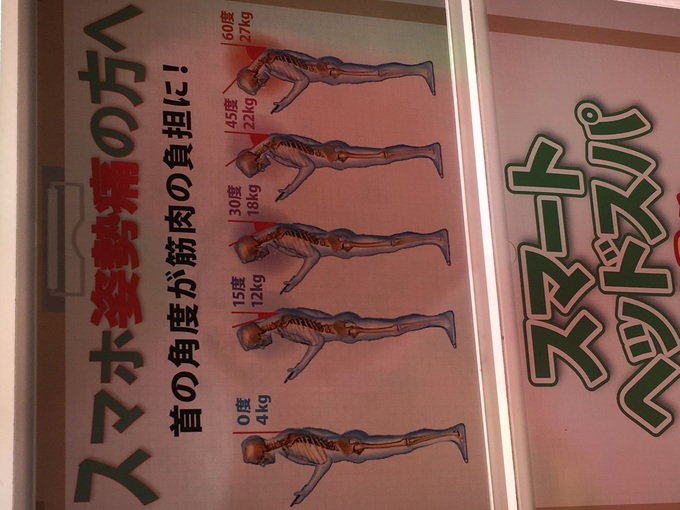 スマホ姿勢痛の方へ
首の角度が筋肉の負担に!
0度
4kg
15度
12kg
30度
18kg
45度
22kg
60度
27kg
スマート
ヘッドスパ